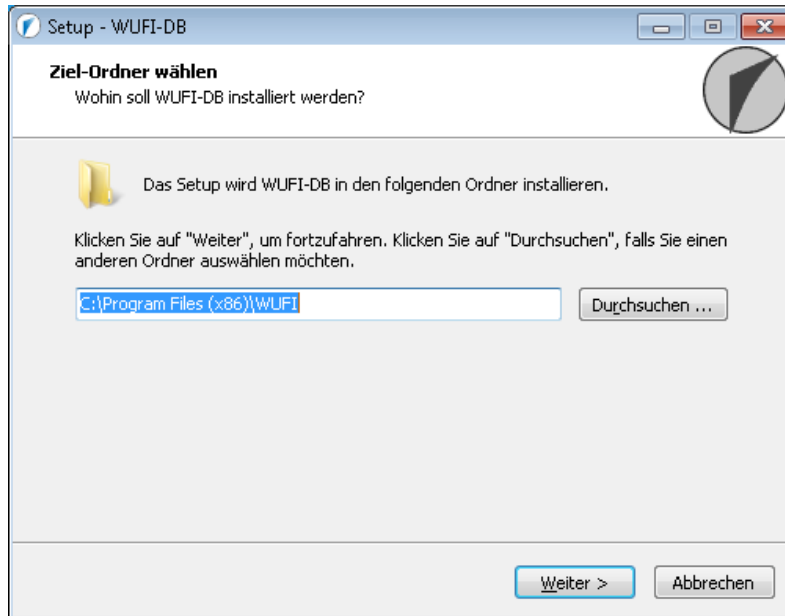 Setup - WUFI-DB
Ziel-Ordner wählen
Wohin soll WUFI-DB installiert werden?
Das Setup wird WUFI-DB in den folgenden Ordner installieren.
Klicken Sie auf "Weiter", um fortzufahren. Klicken Sie auf "Durchsuchen", falls Sie einen
anderen Ordner auswählen möchten.
C:\Program Files (x86)\WUFI
Durchsuchen ...
Weiter >
Abbrechen